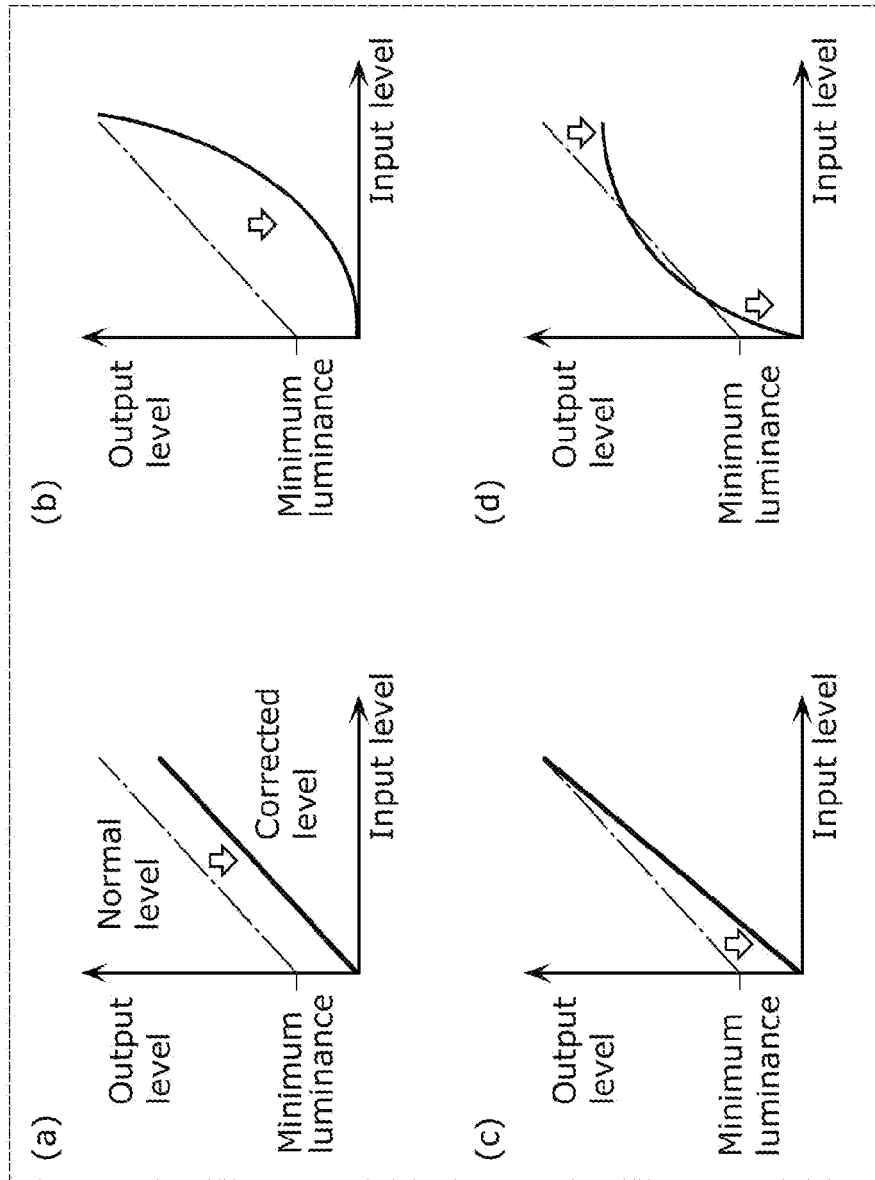 (a)
Output
level
Normal
level
Minimum
luminance
Corrected
level
Input level
(b)
Output
level
Minimum
luminance
Input level
(c)
Output
level
Minimum
luminance
Input level
(d)
Output
level
Minimum
luminance
Input level